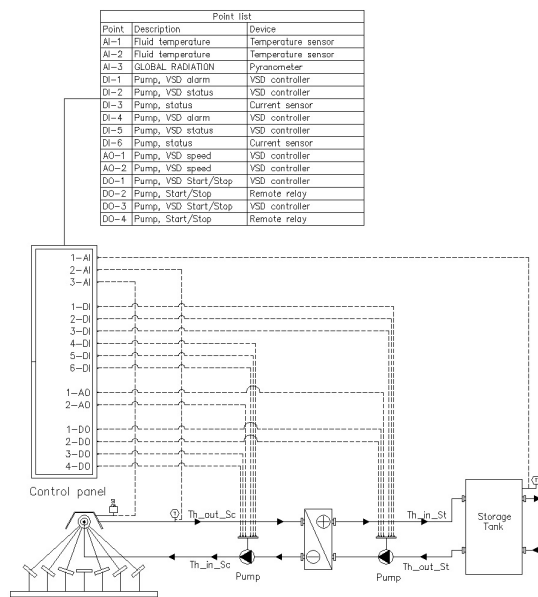 Point list
Point Description Device
AI-1 Fluid temperature Temperature sensor
AI-2 Fluid temperature Temperature sensor
AI-3 GLOBAL RADIATION Pyranometer
DI-1 Pump, VSD alarm VSD controller
DI-2 Pump, VSD status VSD controller
DI-3 Pump, status Current sensor
DI-4 Pump, VSD alarm VSD controller
DI-5 Pump, VSD status VSD controller
DI-6 Pump, status Current sensor
AO-1 Pump, VSD speed VSD controller
AO-2 Pump, VSD speed VSD controller
DO-1 Pump, VSD Start/Stop VSD controller
DO-2 Pump, Start/Stop Remote relay
DO-3 Pump, VSD Start/Stop VSD controller
DO-4 Pump, Start/Stop Remote relay
1-AI
2-AI
3-AI
1-DI
2-DI
3-DI
4-DI
5-DI
6-DI
1-AO
2-AO
1-DO
2-DO
3-DO
4-DO
Control panel
T
T
Th_out_Sc
Th_in_St
Storage
Tank
Th_in_Sc
Th_out_St
Pump
Pump